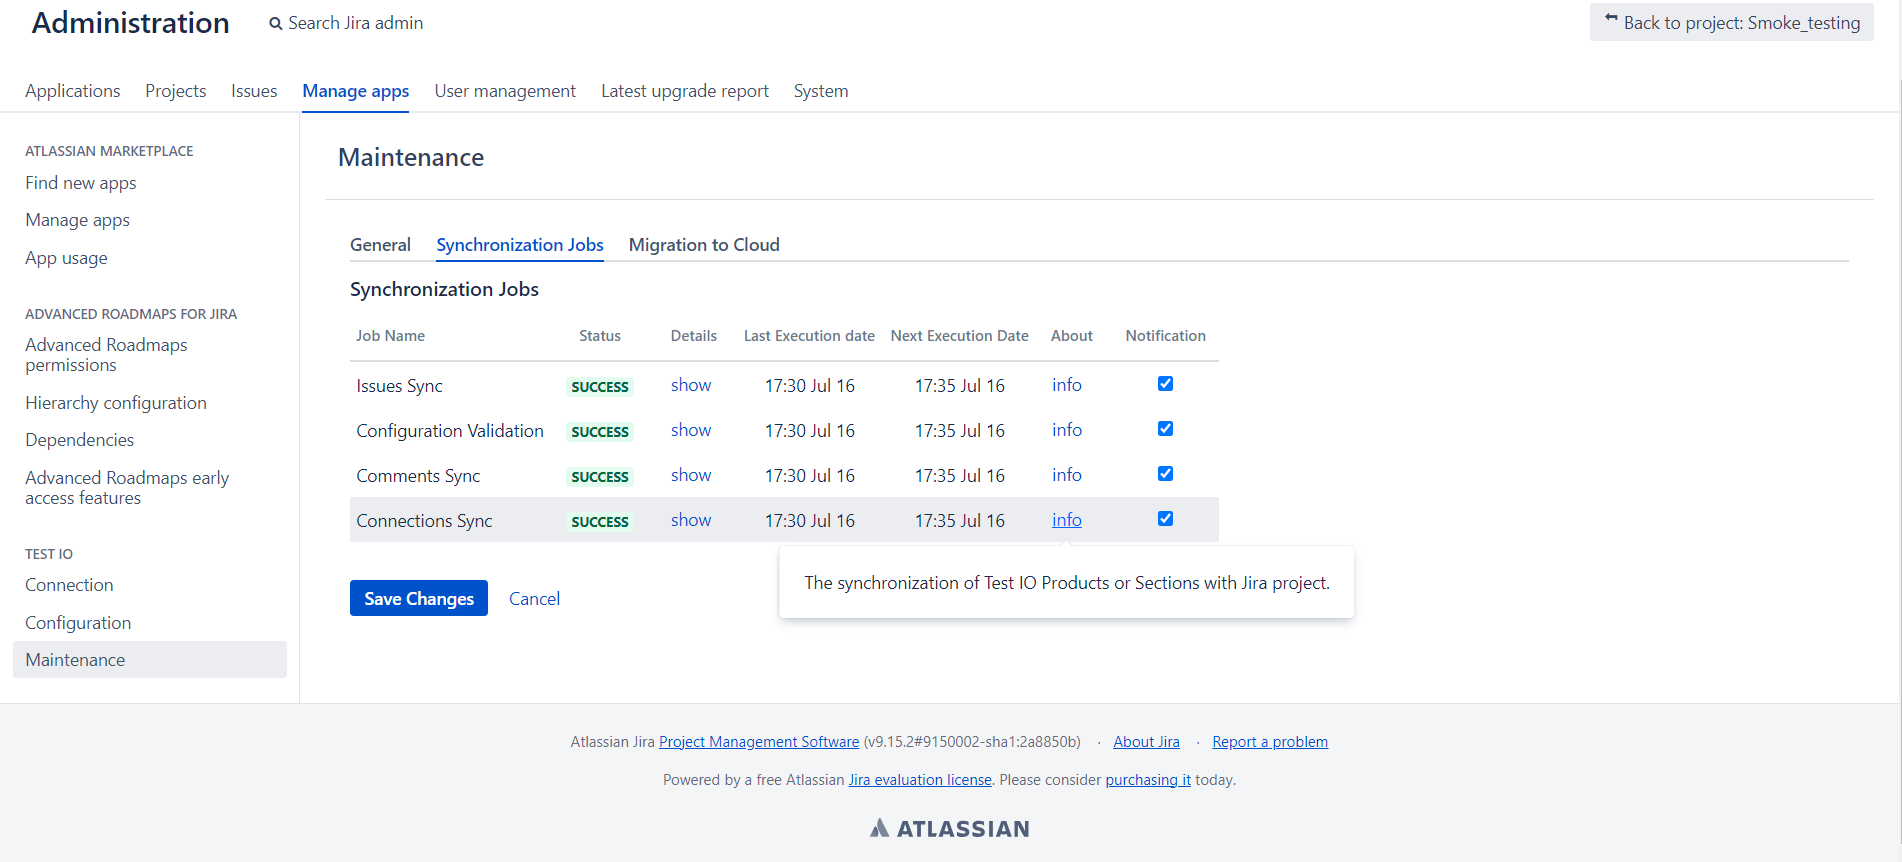 Administration
Search Jira admin
Back to project: Smoke_testing
Applications Projects Issues Manage apps User management Latest upgrade report System
ATLASSIAN MARKETPLACE
Find new apps
Manage apps
App usage
ADVANCED ROADMAPS FOR JIRA
Advanced Roadmaps
permissions
Hierarchy configuration
Dependencies
Advanced Roadmaps early
access features
TEST IO
Connection
Configuration
Maintenance
Maintenance
General Synchronization Jobs Migration to Cloud
Synchronization Jobs
Job Name Status Details Last Execution date Next Execution Date About Notification
Issues Sync SUCCESS show 17:30 Jul 16 17:35 Jul 16 info
Configuration Validation SUCCESS show 17:30 Jul 16 17:35 Jul 16 info
Comments Sync SUCCESS show 17:30 Jul 16 17:35 Jul 16 info
Connections Sync SUCCESS show 17:30 Jul 16 17:35 Jul 16 info
The synchronization of Test IO Products or Sections with Jira project.
Save Changes Cancel
Atlassian Jira Project Management Software (v9.15.2#9150002-sha1:2a8850b) · About Jira · Report a problem
Powered by a free Atlassian Jira evaluation license. Please consider purchasing it today.
ATLASSIAN